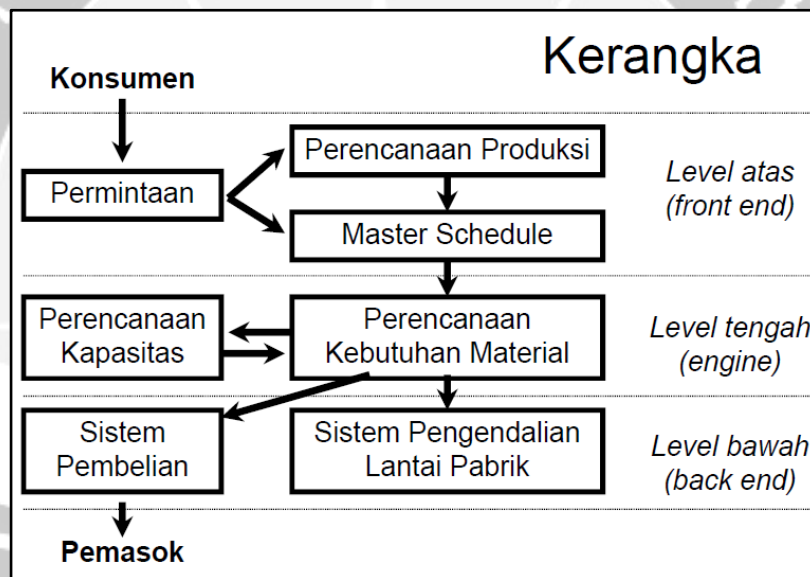 Kerangka
Konsumen
Permintaan
Perencanaan Produksi
Master Schedule
Level atas
(front end)
Perencanaan
Kapasitas
Perencanaan
Kebutuhan Material
Level tengah
(engine)
Sistem
Pembelian
Sistem Pengendalian
Lantai Pabrik
Level bawah
(back end)
Pemasok